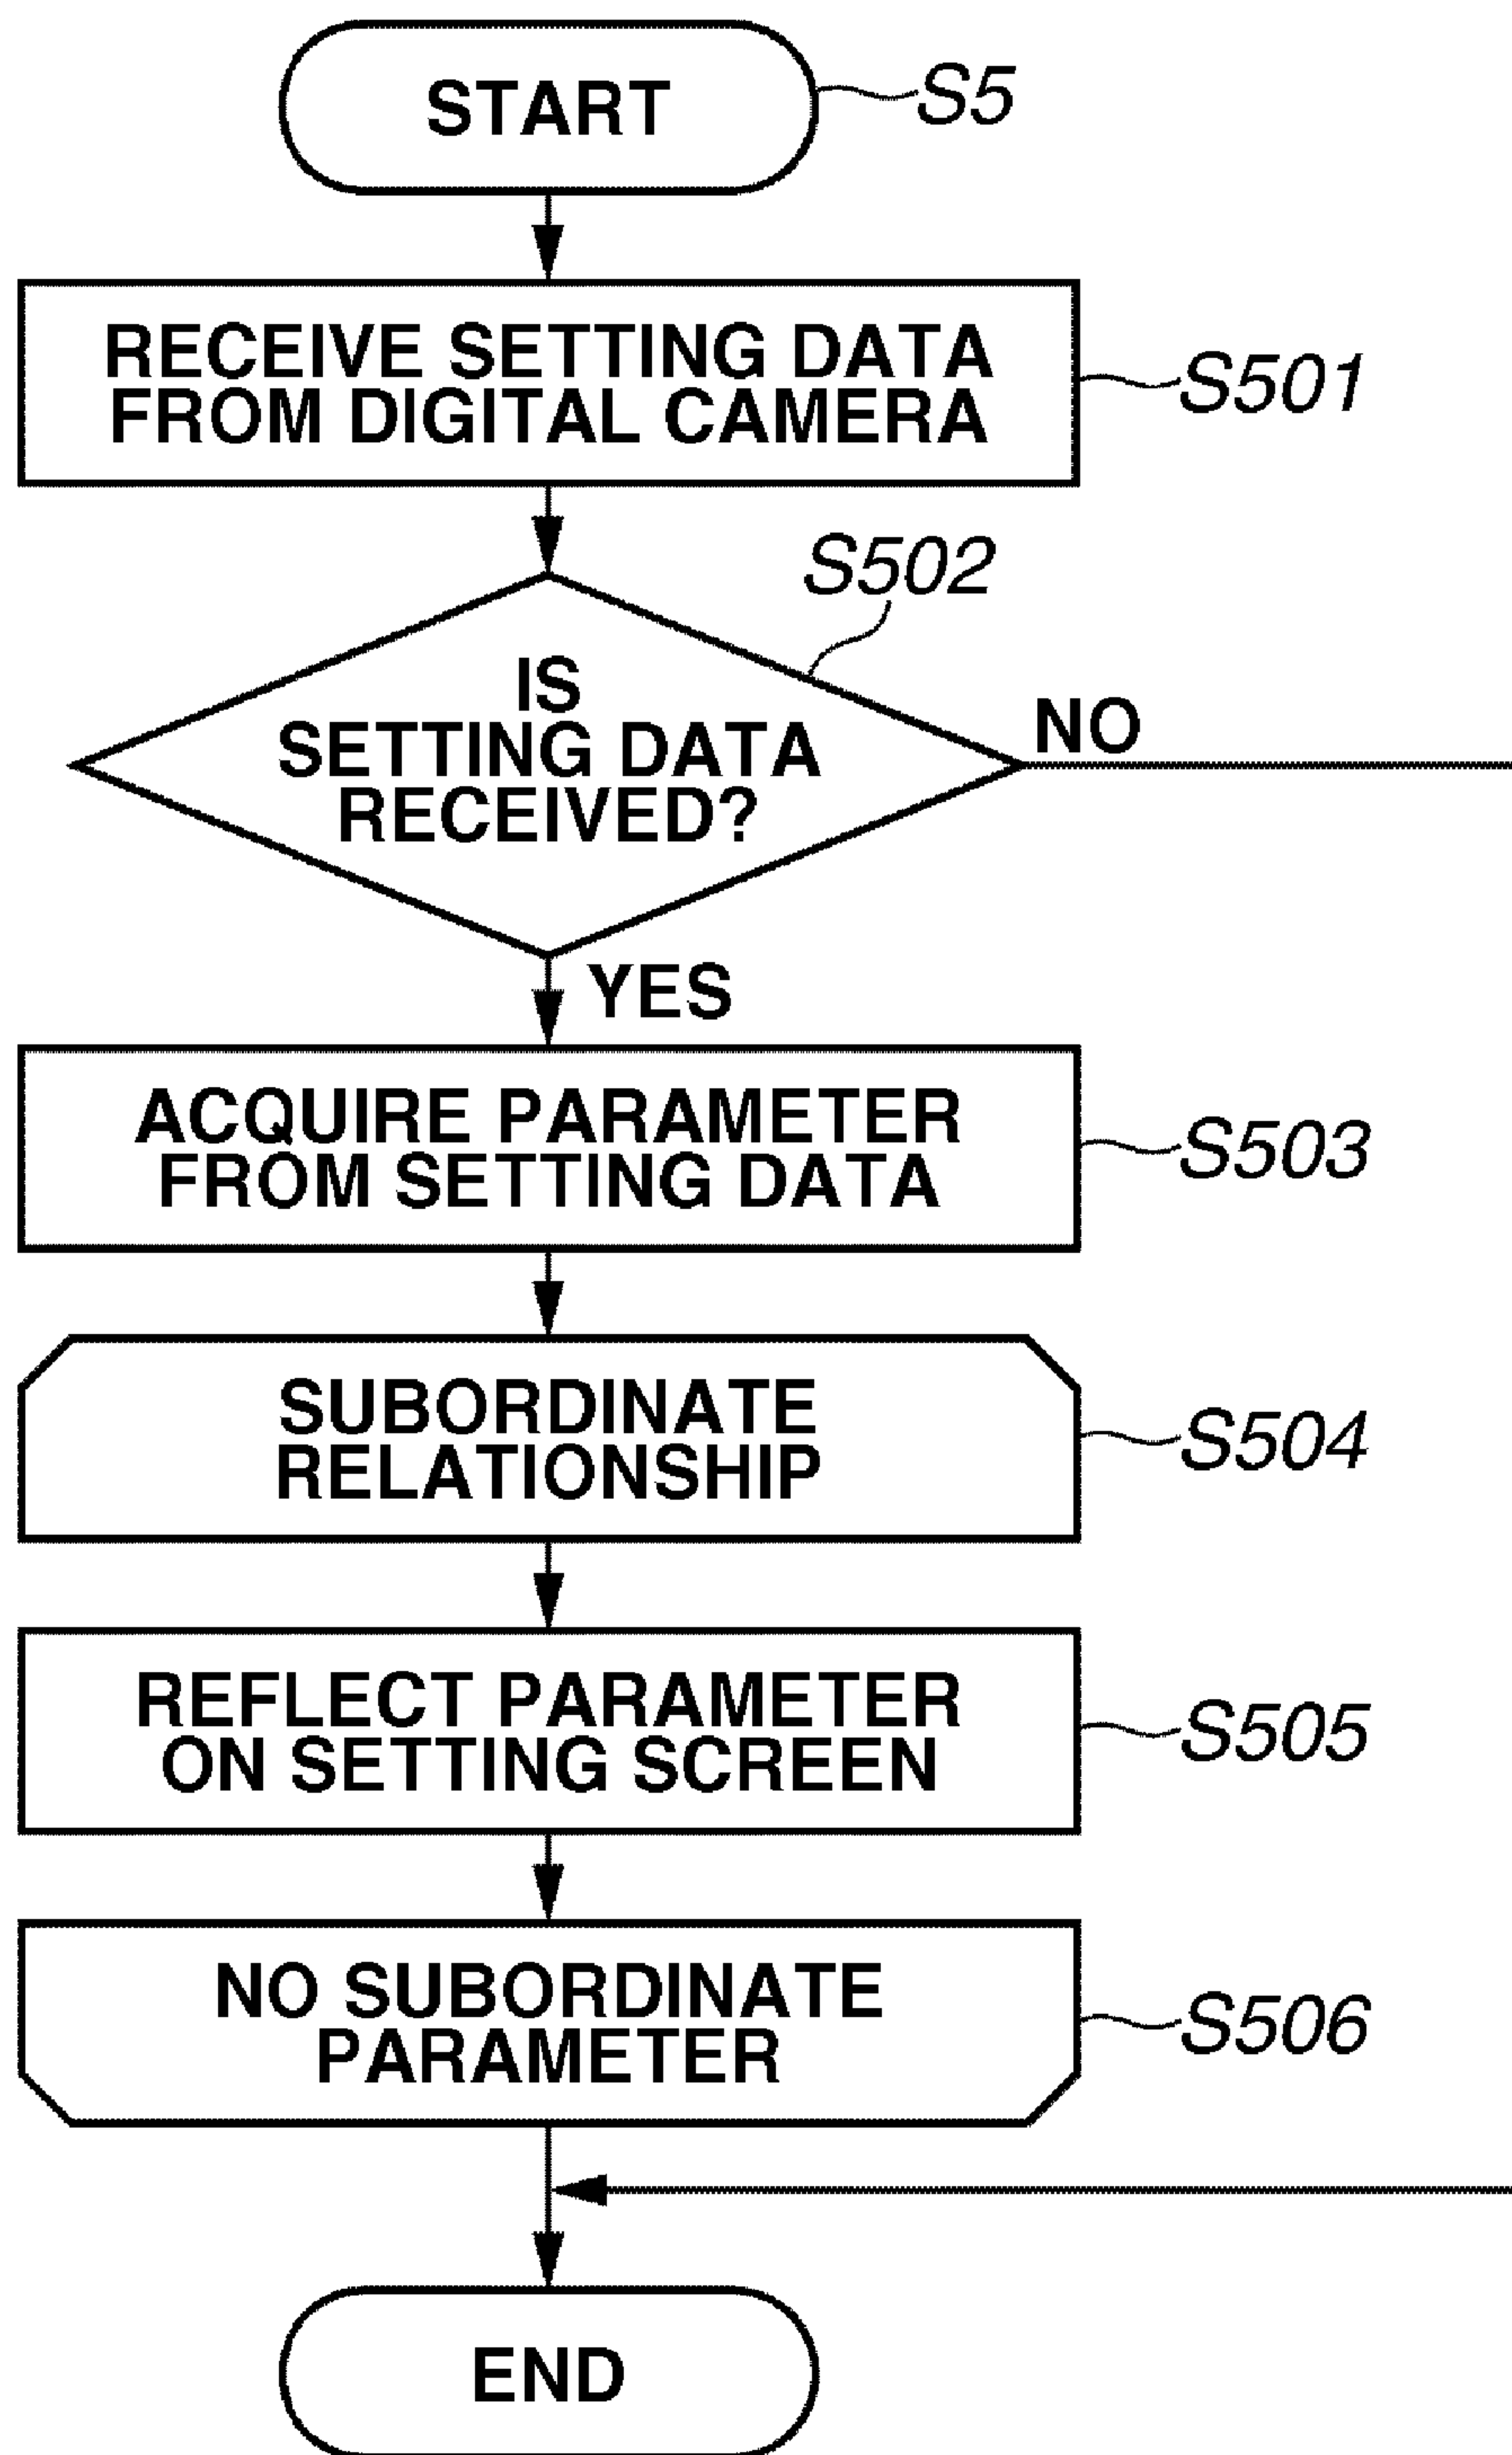 START
S5
RECEIVE SETTING DATA
FROM DIGITAL CAMERA
S501
S502
IS
SETTING DATA
RECEIVED?
NO
YES
ACQUIRE PARAMETER
FROM SETTING DATA
S503
SUBORDINATE
RELATIONSHIP
S504
REFLECT PARAMETER
ON SETTING SCREEN
S505
NO SUBORDINATE
PARAMETER
S506
END